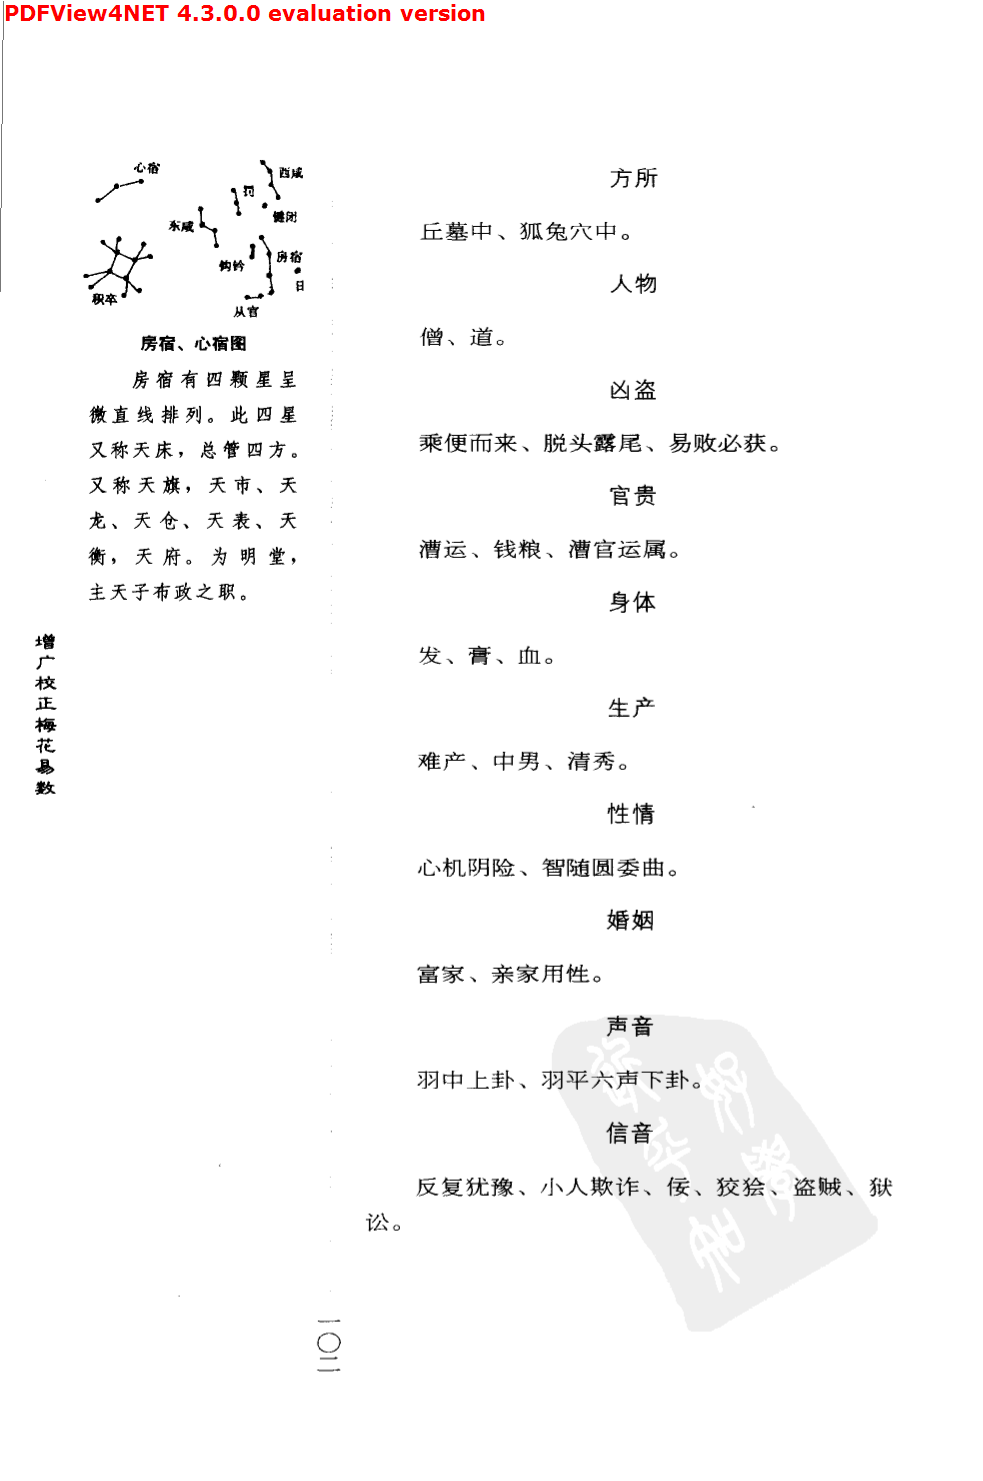 PDFView4NET 4.3.0.0 evaluation version
心宿
西咸
罚
键闭
东咸
钩钤
房宿
日
积卒
从官
房宿、心宿图
房宿有四颗星呈
微直线排列。此四星
又称天床，总管四方。
又称天旗，天市、天
龙、天仓、天表、天
衡，天府。为明堂，
主天子布政之职。
增广校正梅花易数
方所
丘墓中、狐兔穴中。
人物
僧、道。
凶盗
乘便而来、脱头露尾、易败必获。
官贵
漕运、钱粮、漕官运属。
身体
发、膏、血。
生产
难产、中男、清秀。
性情
心机阴险、智随圆委曲。
婚姻
富家、亲家用性。
声音
羽中上卦、羽平六声下卦。
信音
反复犹豫、小人欺诈、佞、狡狯、盗贼、狱
讼。
一〇二